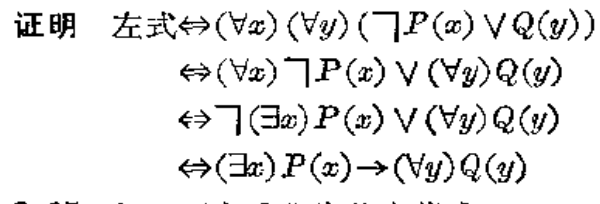 证明 左式⇔(∀x)(∀y)(￢P(x)∨Q(y))
⇔(∀x)￢P(x)∨(∀y)Q(y)
⇔￢(∃x)P(x)∨(∀y)Q(y)
⇔(∃x)P(x)→(∀y)Q(y)